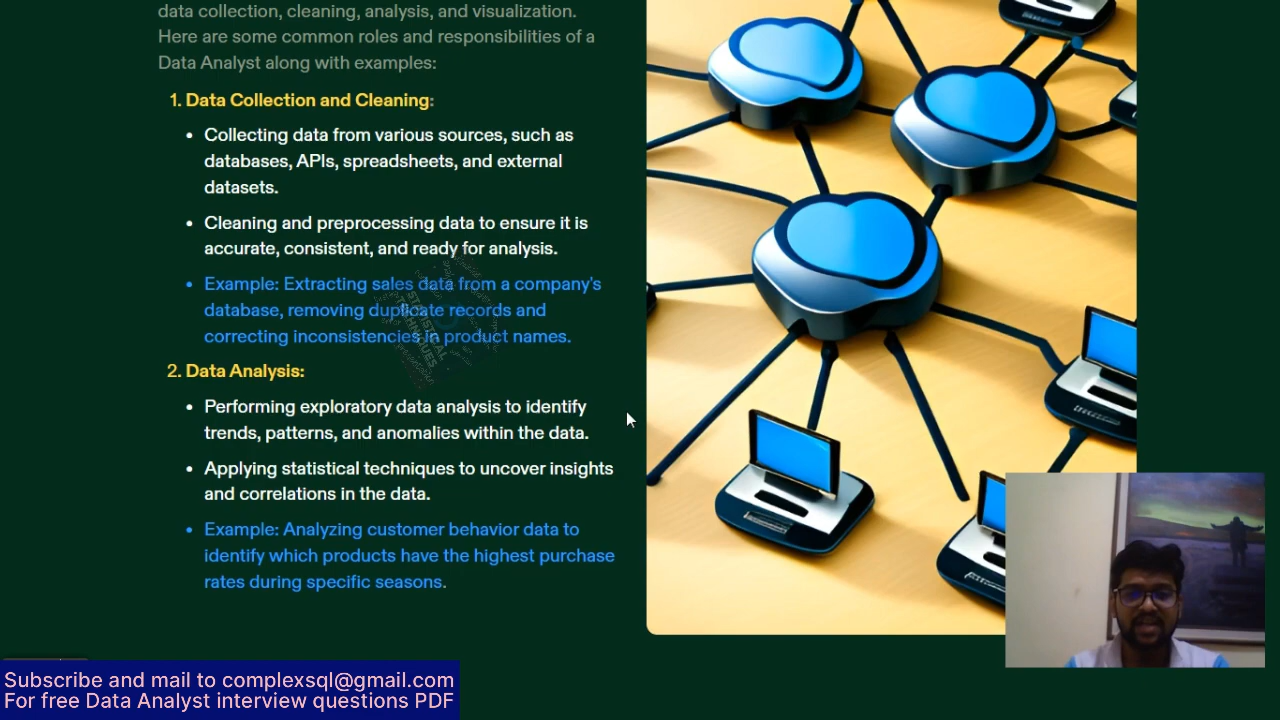 data collection, cleaning, analysis, and visualization.
Here are some common roles and responsibilities of a
Data Analyst along with examples:
1. Data Collection and Cleaning:
• Collecting data from various sources, such as
databases, APIs, spreadsheets, and external
datasets.
• Cleaning and preprocessing data to ensure it is
accurate, consistent, and ready for analysis.
• Example: Extracting sales data from a company's
database, removing duplicate records and
correcting inconsistencies in product names.
STATISTICAL
TECHNIQUES
2. Data Analysis:
• Performing exploratory data analysis to identify
trends, patterns, and anomalies within the data.
• Applying statistical techniques to uncover insights
and correlations in the data.
• Example: Analyzing customer behavior data to
identify which products have the highest purchase
rates during specific seasons.
Subscribe and mail to complexsql@gmail.com
For free Data Analyst interview questions PDF